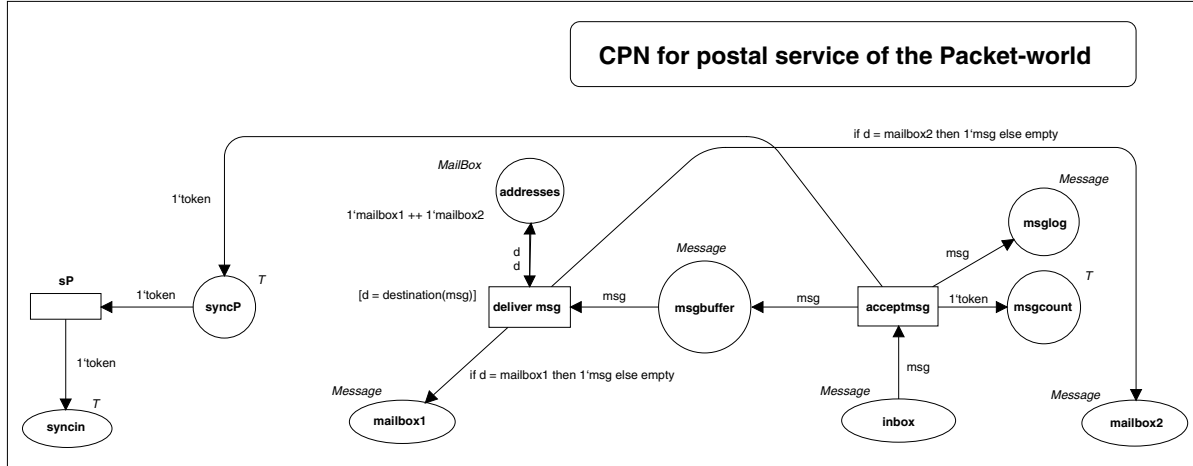 CPN for postal service of the Packet-world
if d = mailbox2 then 1‘msg else empty
MailBox
addresses
1‘mailbox1 ++ 1‘mailbox2
1‘token
Message
msglog
msg
d
d
Message
sP
T
T
1‘token
syncP
[d = destination(msg)]
deliver msg
msg
msgbuffer
msg
acceptmsg
1‘token
msgcount
1‘token
msg
if d = mailbox1 then 1‘msg else empty
T
syncin
Message
mailbox1
Message
inbox
Message
mailbox2